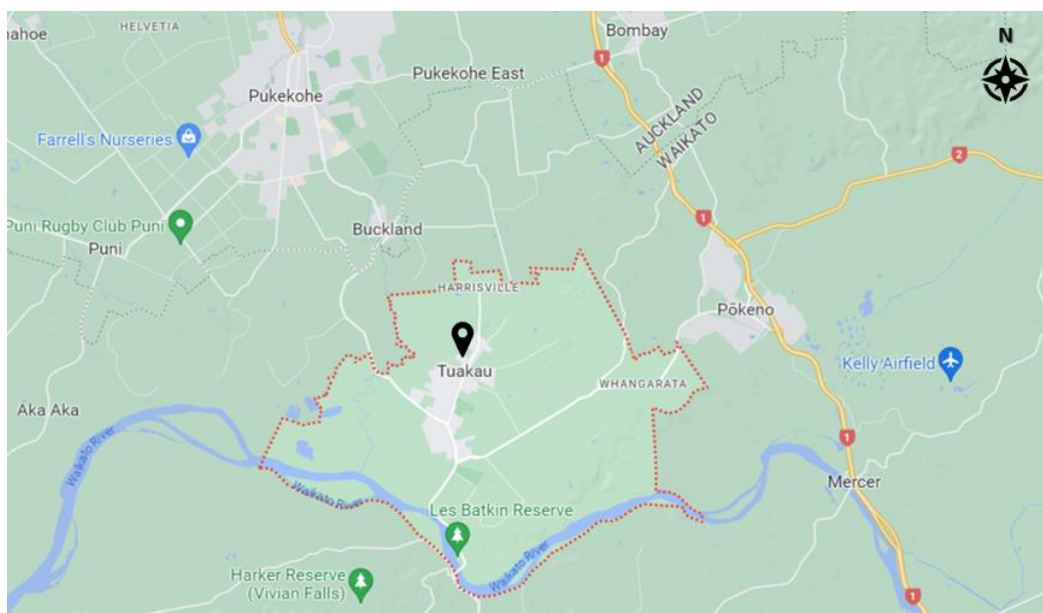 HELVETIA
nahoe
Bombay
1
N
Pukekohe East
Pukekohe
AUCKLAND
WAIKATO
Farrell's Nurseries
2
Puni Rugby Club Puni
Puni
Buckland
1
HARRISVILLE
Pōkeno
Tuakau
Kelly Airfield
WHANGARATA
Aka Aka
Waikato River
1
Waikato River
Mercer
Les Batkin Reserve
Waikato River
Harker Reserve
(Vivian Falls)
1